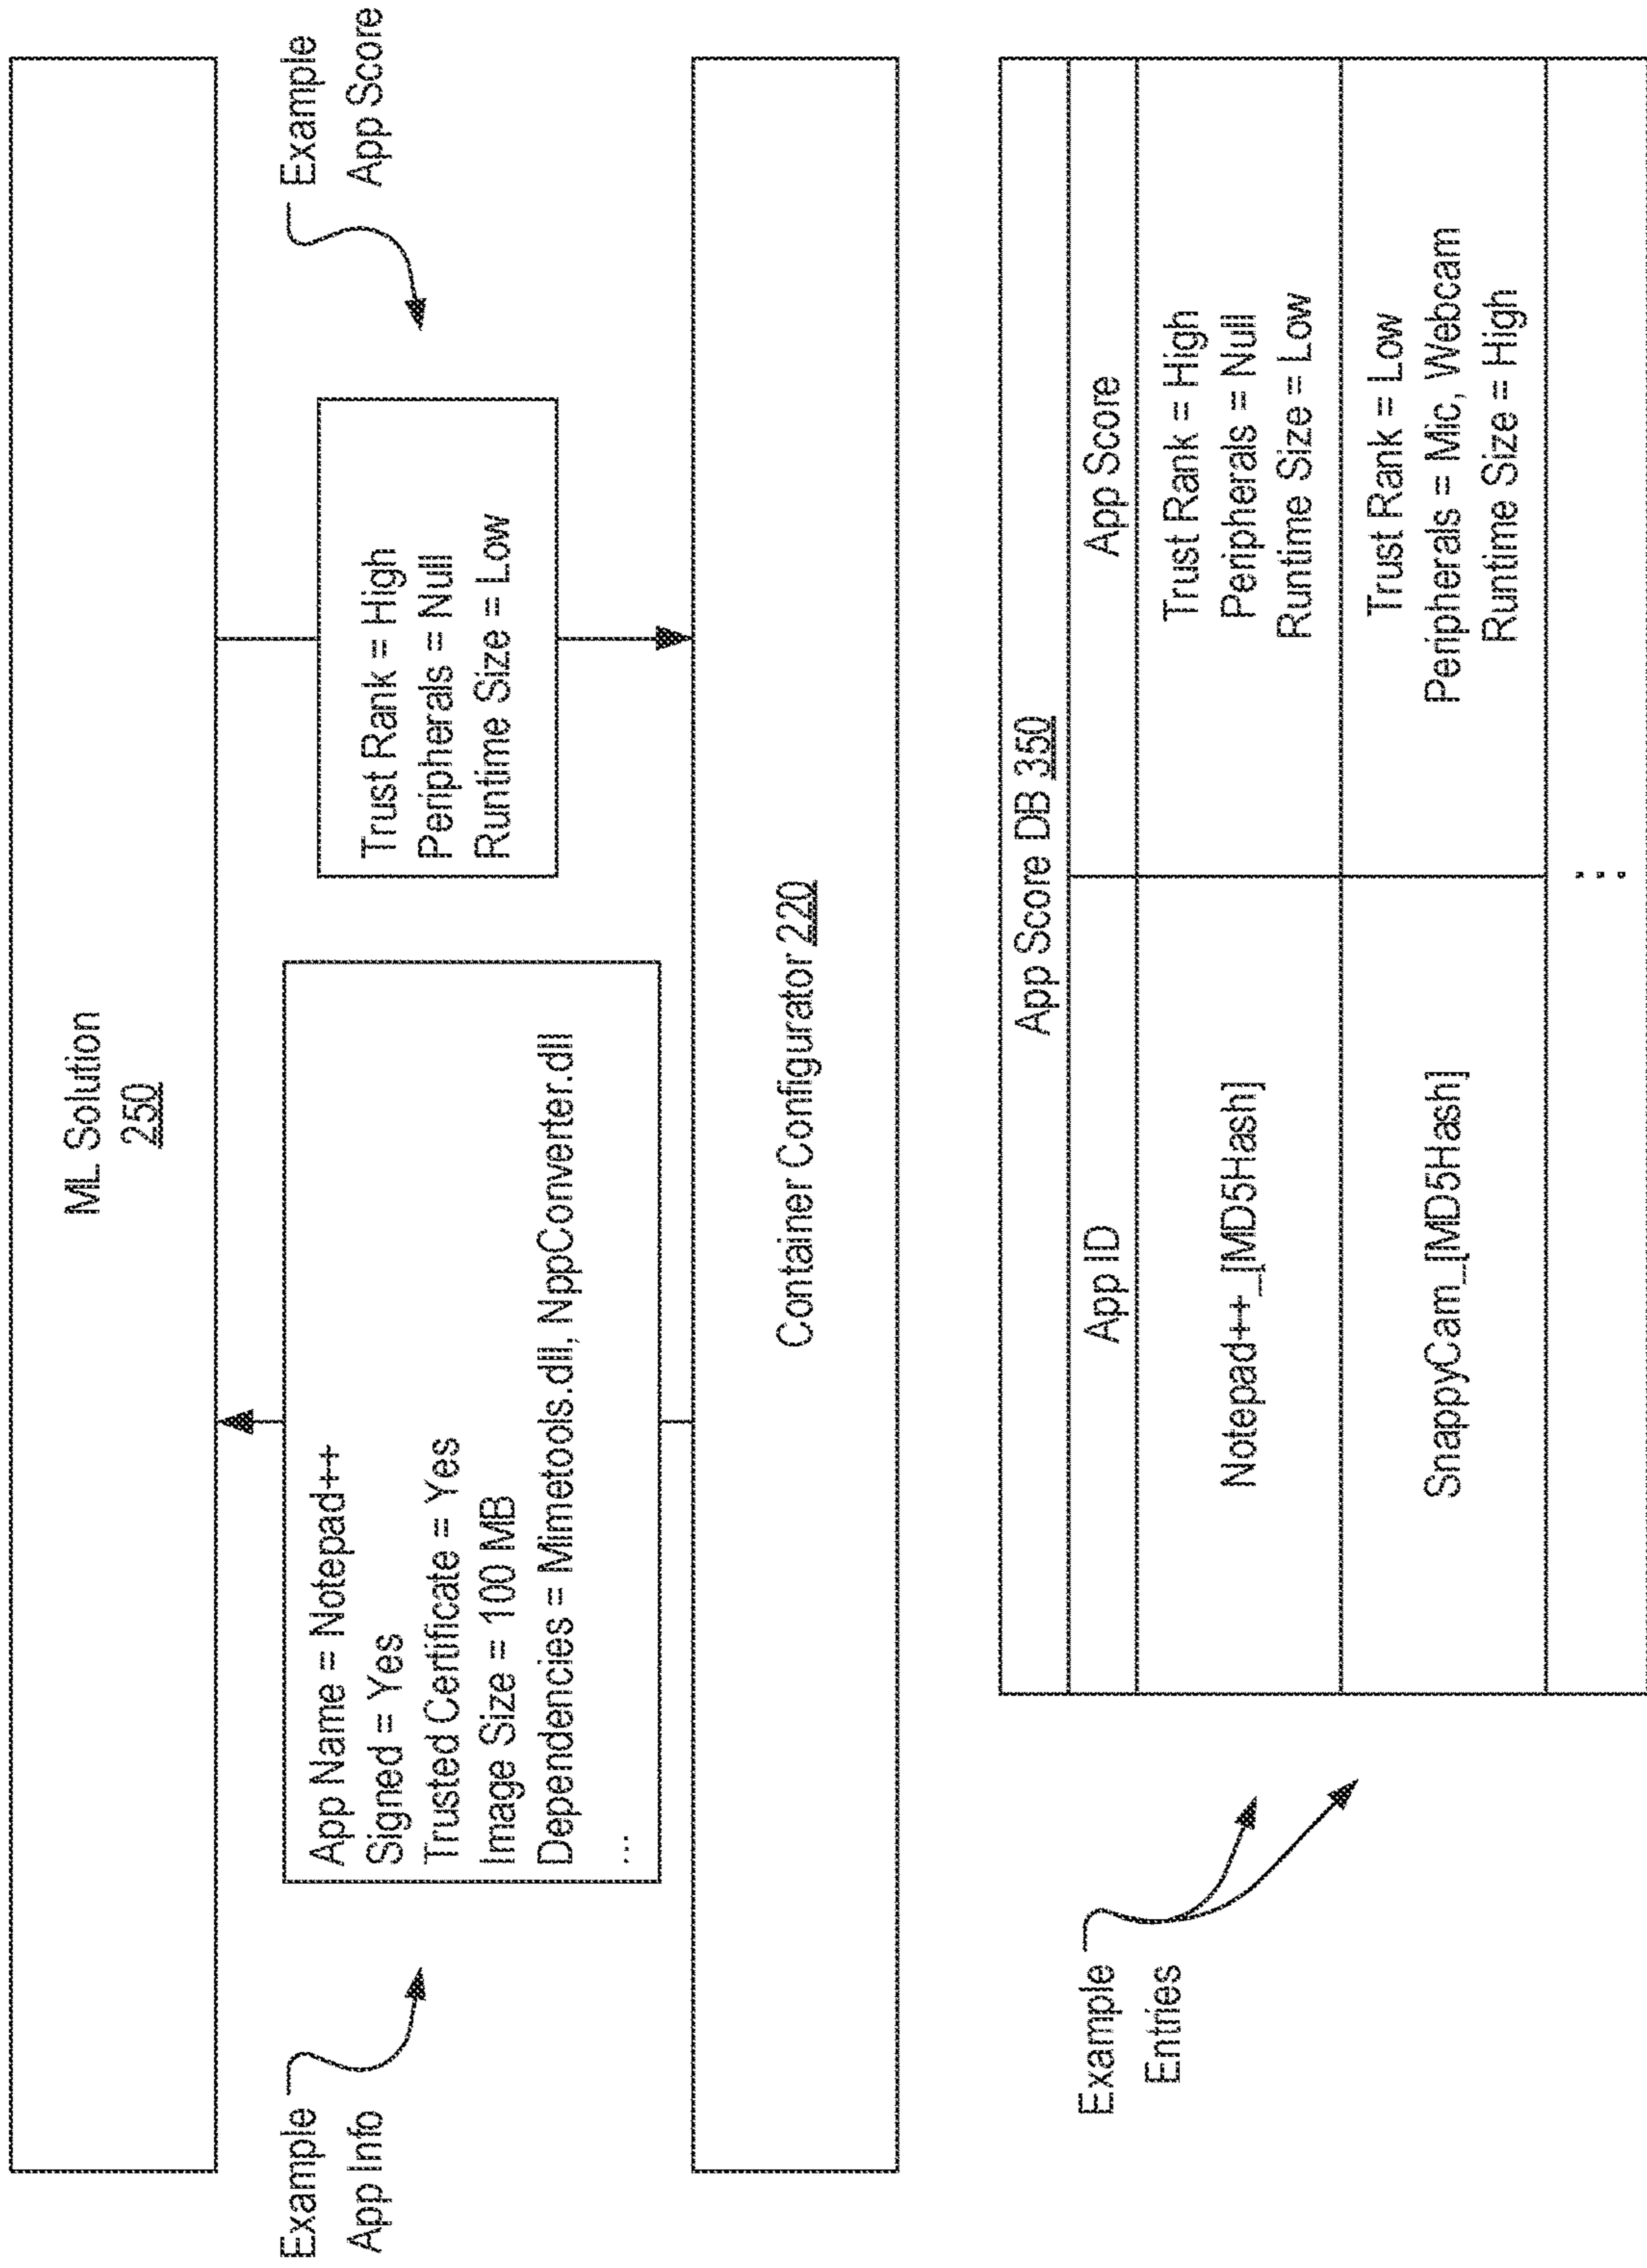 ML Solution
250
Example
App Info
App Name = Notepad++
Signed = Yes
Trusted Certificate = Yes
Image Size = 100 MB
Dependencies = Mimetools.dll, NppConverter.dll
...
Trust Rank = High
Peripherals = Null
Runtime Size = Low
Example
App Score
Container Configurator 220
Example
Entries
App Score DB 350
App ID
App Score
Notepad++_[MD5Hash]
Trust Rank = High
Peripherals = Null
Runtime Size = Low
SnappyCam_[MD5Hash]
Trust Rank = Low
Peripherals = Mic, Webcam
Runtime Size = High
...